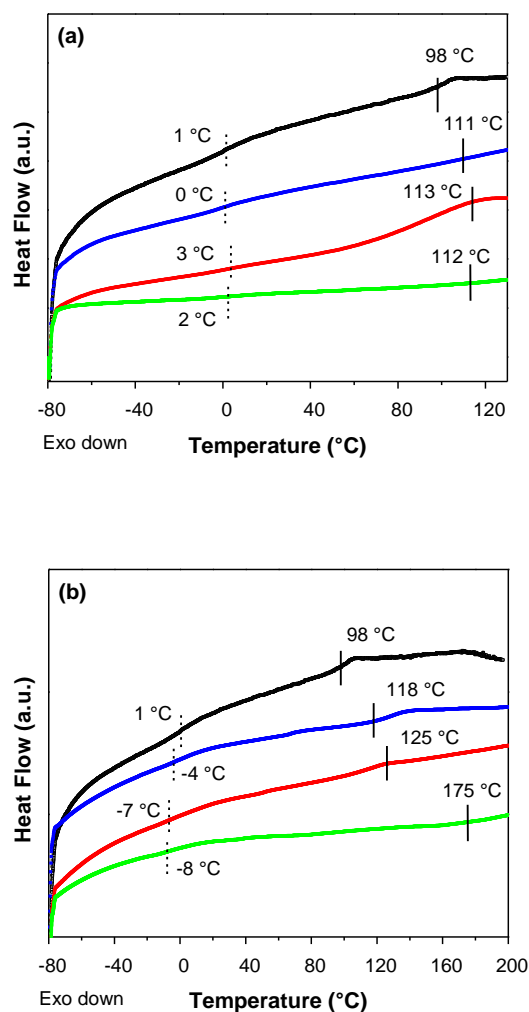 (a)
98 °C
111 °C
1 °C
113 °C
0 °C
3 °C
112 °C
2 °C
Heat Flow (a.u.)
-80 -40 0 40 80 120
Exo down
Temperature (°C)
(b)
98 °C
118 °C
1 °C
125 °C
-4 °C
-7 °C
175 °C
-8 °C
Heat Flow (a.u.)
-80 -40 0 40 80 120 160 200
Exo down
Temperature (°C)